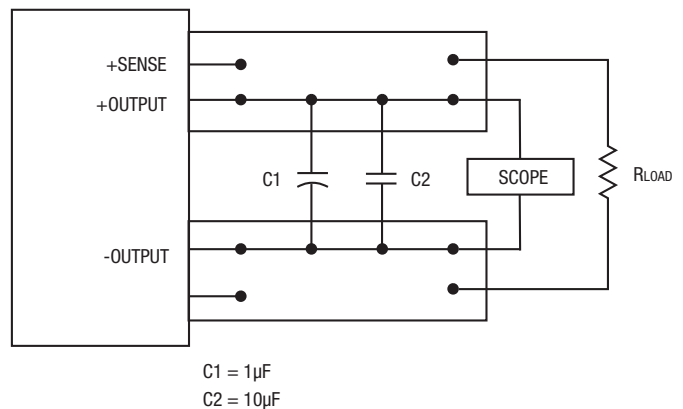 +SENSE
+OUTPUT
C1
C2
SCOPE
RLOAD
-OUTPUT
C1 = 1µF
C2 = 10µF